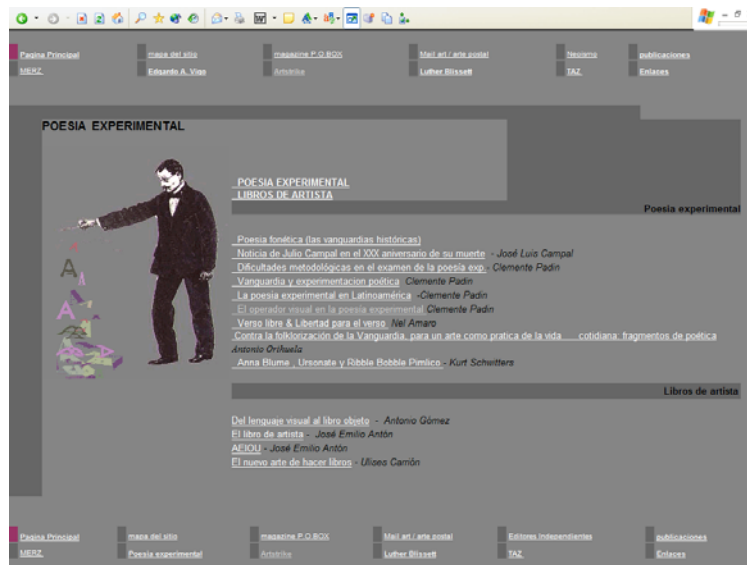 Pagina Principal mapa del sitio magazine P.O.BOX Mail art / arte postal Neoismo publicaciones
MERZ Edgardo A. Vigo Artstrike Luther Blissett TAZ Enlaces
POESIA EXPERIMENTAL
POESIA EXPERIMENTAL
LIBROS DE ARTISTA
Poesia experimental
Poesia fonética (las vanguardias históricas)
Noticia de Julio Campal en el XXX aniversario de su muerte - José Luis Campal
Dificultades metodológicas en el examen de la poesía exp - Clemente Padin
Vanguardia y experimentacion poética Clemente Padin
La poesia experimental en Latinoamérica -Clemente Padin
El operador visual en la poesia experimental Clemente Padin
Verso libre & Libertad para el verso Nel Amaro
Contra la folklorización de la Vanguardia, para un arte como pratica de la vida cotidiana: fragmentos de poética
Antonio Orihuela
Anna Blume , Ursonate y Ribble Bobble Pimlico - Kurt Schwitters
Libros de artista
Del lenguaje visual al libro objeto - Antonio Gómez
El libro de artista - José Emilio Antón
AEIOU - José Emilio Antón
El nuevo arte de hacer libros - Ulises Carrión
Pagina Principal mapa del sitio magazine P.O.BOX Mail art / arte postal Editores Independientes publicaciones
MERZ Poesia experimental Artstrike Luther Blissett TAZ Enlaces